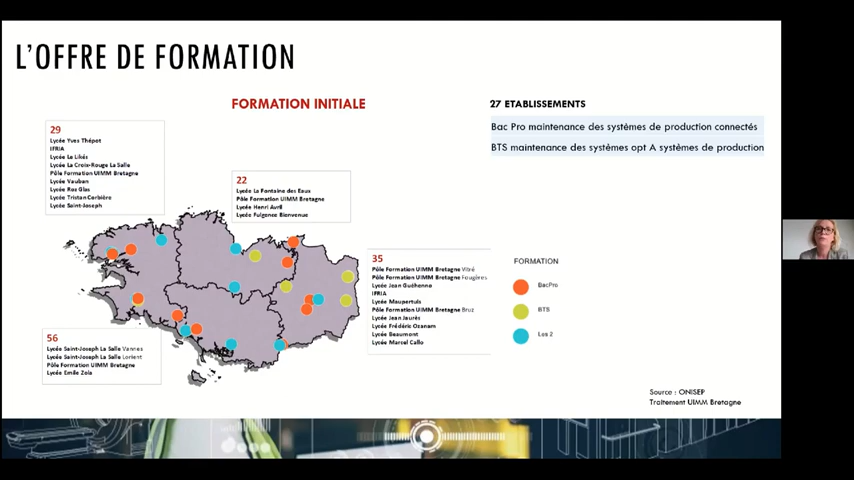 L'OFFRE DE FORMATION
FORMATION INITIALE
27 ETABLISSEMENTS
Bac Pro maintenance des systèmes de production connectés
BTS maintenance des systèmes opt A systèmes de production
29
Lycée Yves Thépot
IFRIA
Lycée Le Likés
Lycée La Croix-Rouge La Salle
Pôle Formation UIMM Bretagne
Lycée Vauban
Lycée Roz Glas
Lycée Tristan Corbière
Lycée Saint-Joseph
22
Lycée La Fontaine des Eaux
Pôle Formation UIMM Bretagne
Lycée Henri Avril
Lycée Fulgence Bienvenue
35
Pôle Formation UIMM Bretagne Vitré
Pôle Formation UIMM Bretagne Fougères
Lycée Jean Guéhenno
IFRIA
Lycée Maupertuis
Pôle Formation UIMM Bretagne Bruz
Lycée Jean Jaurès
Lycée Frédéric Ozanam
Lycée Beaumont
Lycée Marcel Callo
56
Lycée Saint-Joseph La Salle Vannes
Lycée Saint-Joseph La Salle Lorient
Pôle Formation UIMM Bretagne
Lycée Emile Zola
FORMATION
BacPro
BTS
Les 2
Source : ONISEP
Traitement UIMM Bretagne